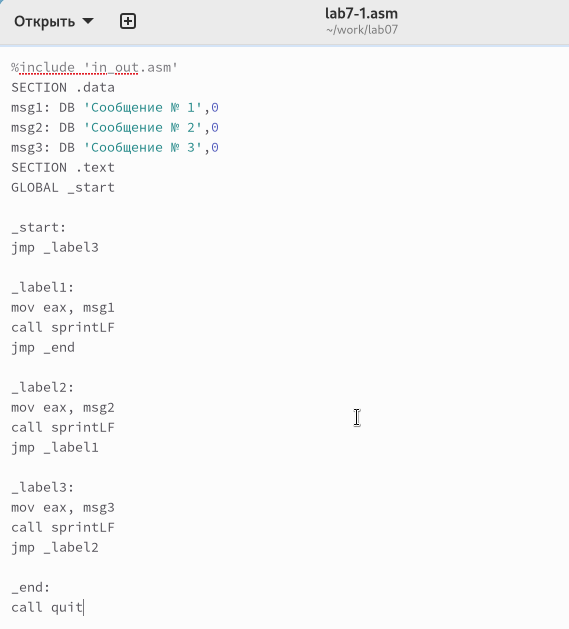 Открыть
lab7-1.asm
~/work/lab07
%include 'in_out.asm'
SECTION .data
msg1: DB 'Сообщение № 1',0
msg2: DB 'Сообщение № 2',0
msg3: DB 'Сообщение № 3',0
SECTION .text
GLOBAL _start
_start:
jmp _label3
_label1:
mov eax, msg1
call sprintLF
jmp _end
_label2:
mov eax, msg2
call sprintLF
jmp _label1
_label3:
mov eax, msg3
call sprintLF
jmp _label2
_end:
call quit